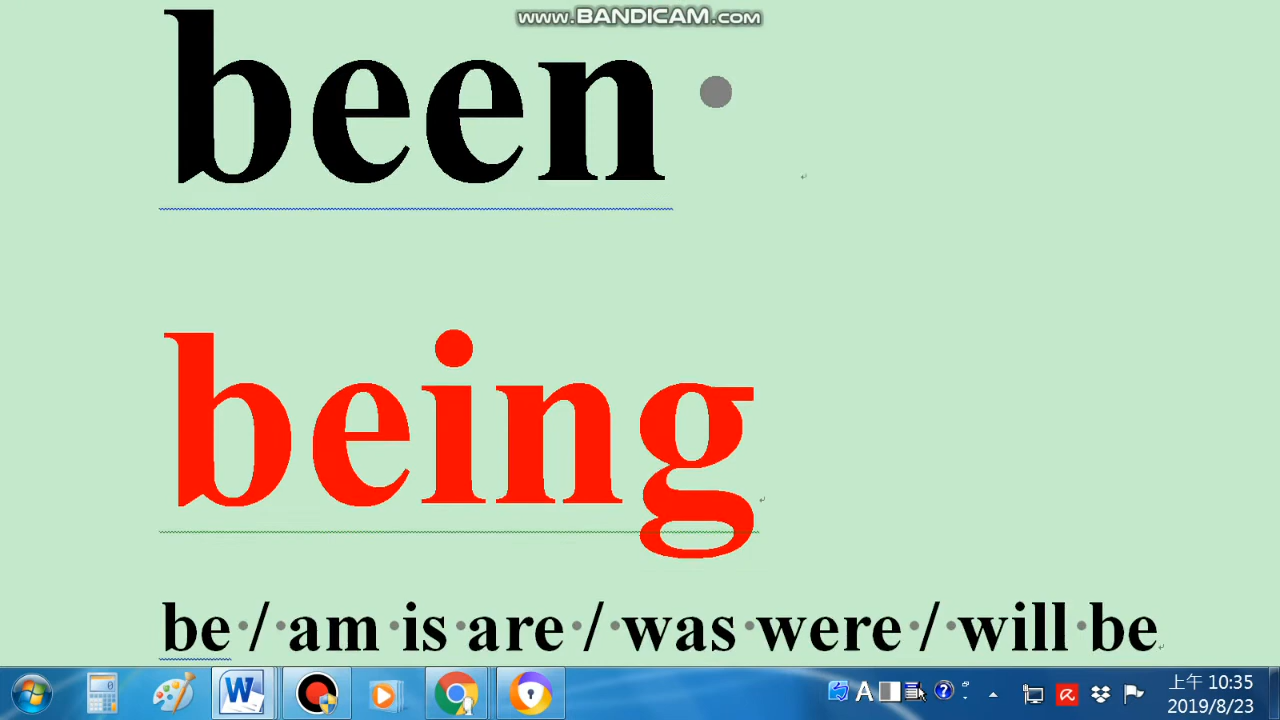 www.BANDICAM.com
been
being
be / am is are / was were / will be
上午 10:35
2019/8/23